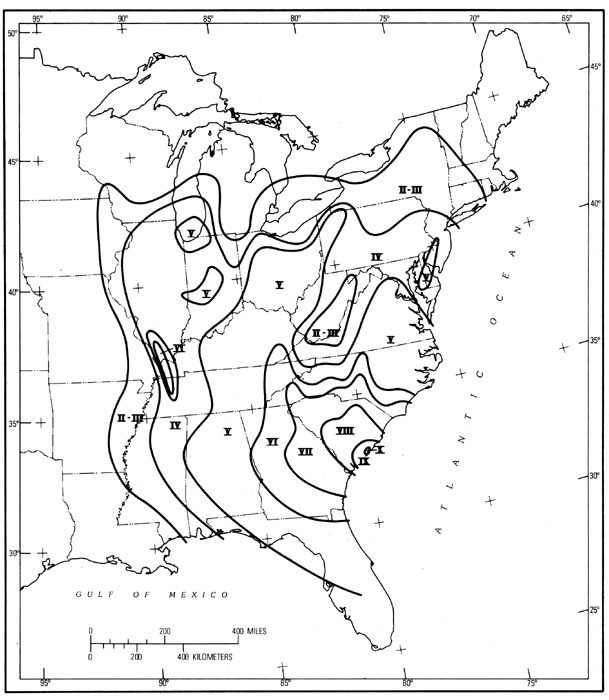 95° 90° 85° 80° 75° 70° 65°
50°
45°
45°
II-III
40°
V
IV
V
40°
V
V
II-III
V
35°
VI
II-III
IV
V
VI
VII
VIII
X
IX
35°
30°
30°
25°
ATLANTIC OCEAN
GULF OF MEXICO
0 200 400 MILES
0 200 400 KILOMETERS
95° 90° 85° 80° 75°